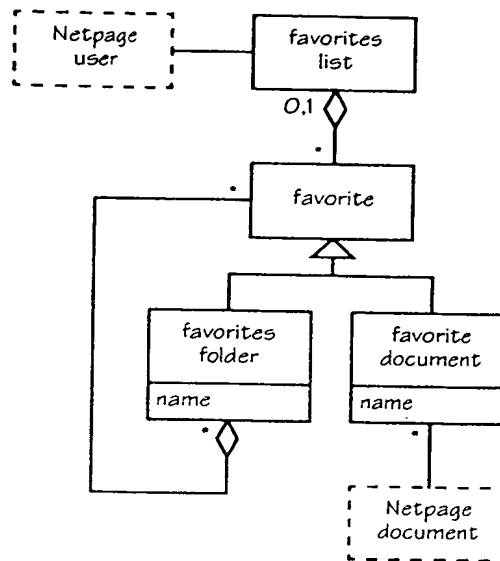 Netpage
user
favorites
list
0,1
*
*
favorite
favorites
folder
name
*
favorite
document
name
*
Netpage
document